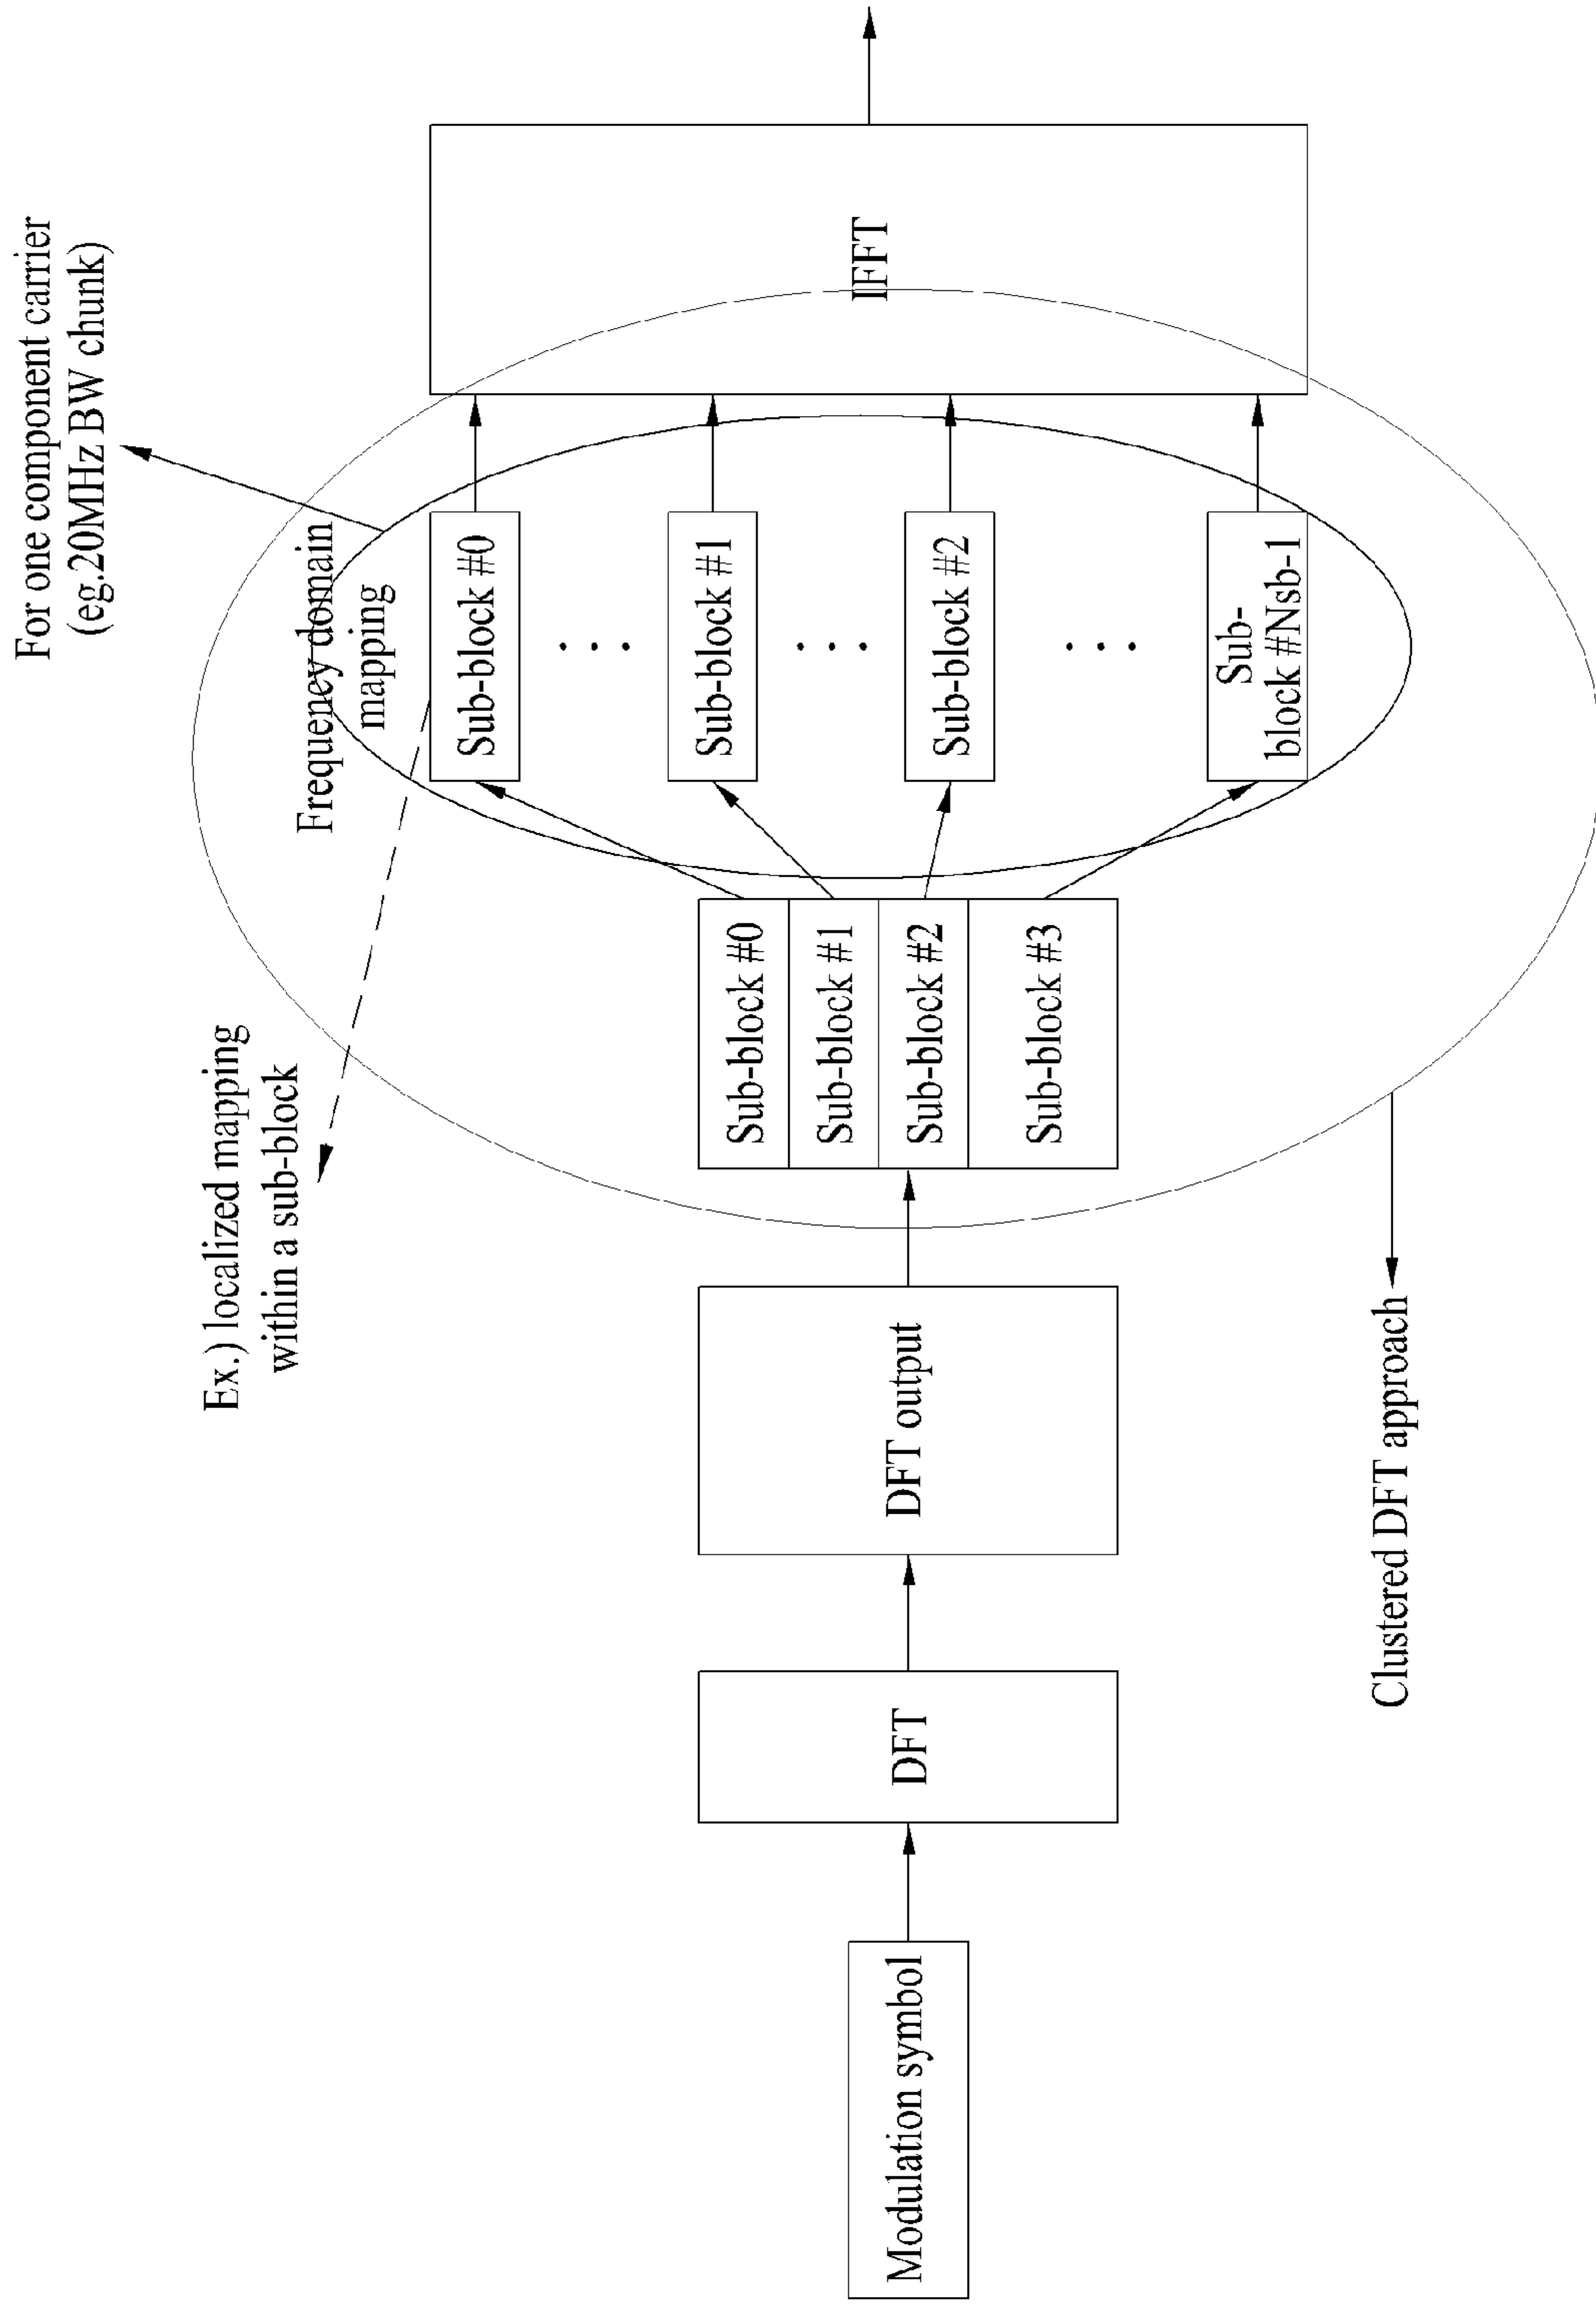 For one component carrier
(eg.20MHz BW chunk)
Ex.) localized mapping
within a sub-block
Frequency domain
mapping
Modulation symbol
DFT
DFT output
Sub-block #0
Sub-block #1
Sub-block #2
Sub-block #3
Sub-block #0
Sub-block #1
Sub-block #2
Sub-
block #Nsb-1
IFFT
Clustered DFT approach